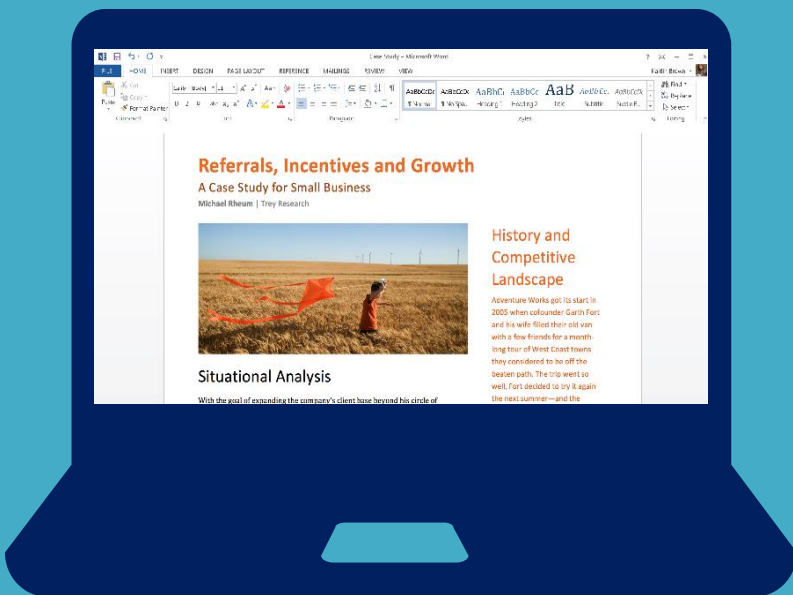 Case Study - Microsoft Word
FILE HOME INSERT DESIGN PAGE LAYOUT REFERENCE MAILINGS REVIEW VIEW
Cut
Copy
Format Painter
Paste
Paragraph
Styles
AaBbCcDc AaBbCcDc AaBbCc AaBbCc AaB AaBbCc. AaBbCcDc
Heading 1 Heading 2 Title Subtitle
Find
Replace
Select
Editing
Referrals, Incentives and Growth
A Case Study for Small Business
Michael Rheum | Trey Research
History and
Competitive
Landscape
Adventure Works got its start in
2005 when cofounder Garth Fort
and his wife filled their old van
with a few friends for a month-
long tour of West Coast towns
they considered to be off the
beaten path. The trip went so
well, Fort decided to try it again
the next summer—and the
Situational Analysis
With the goal of expanding the company's client base beyond his circle of